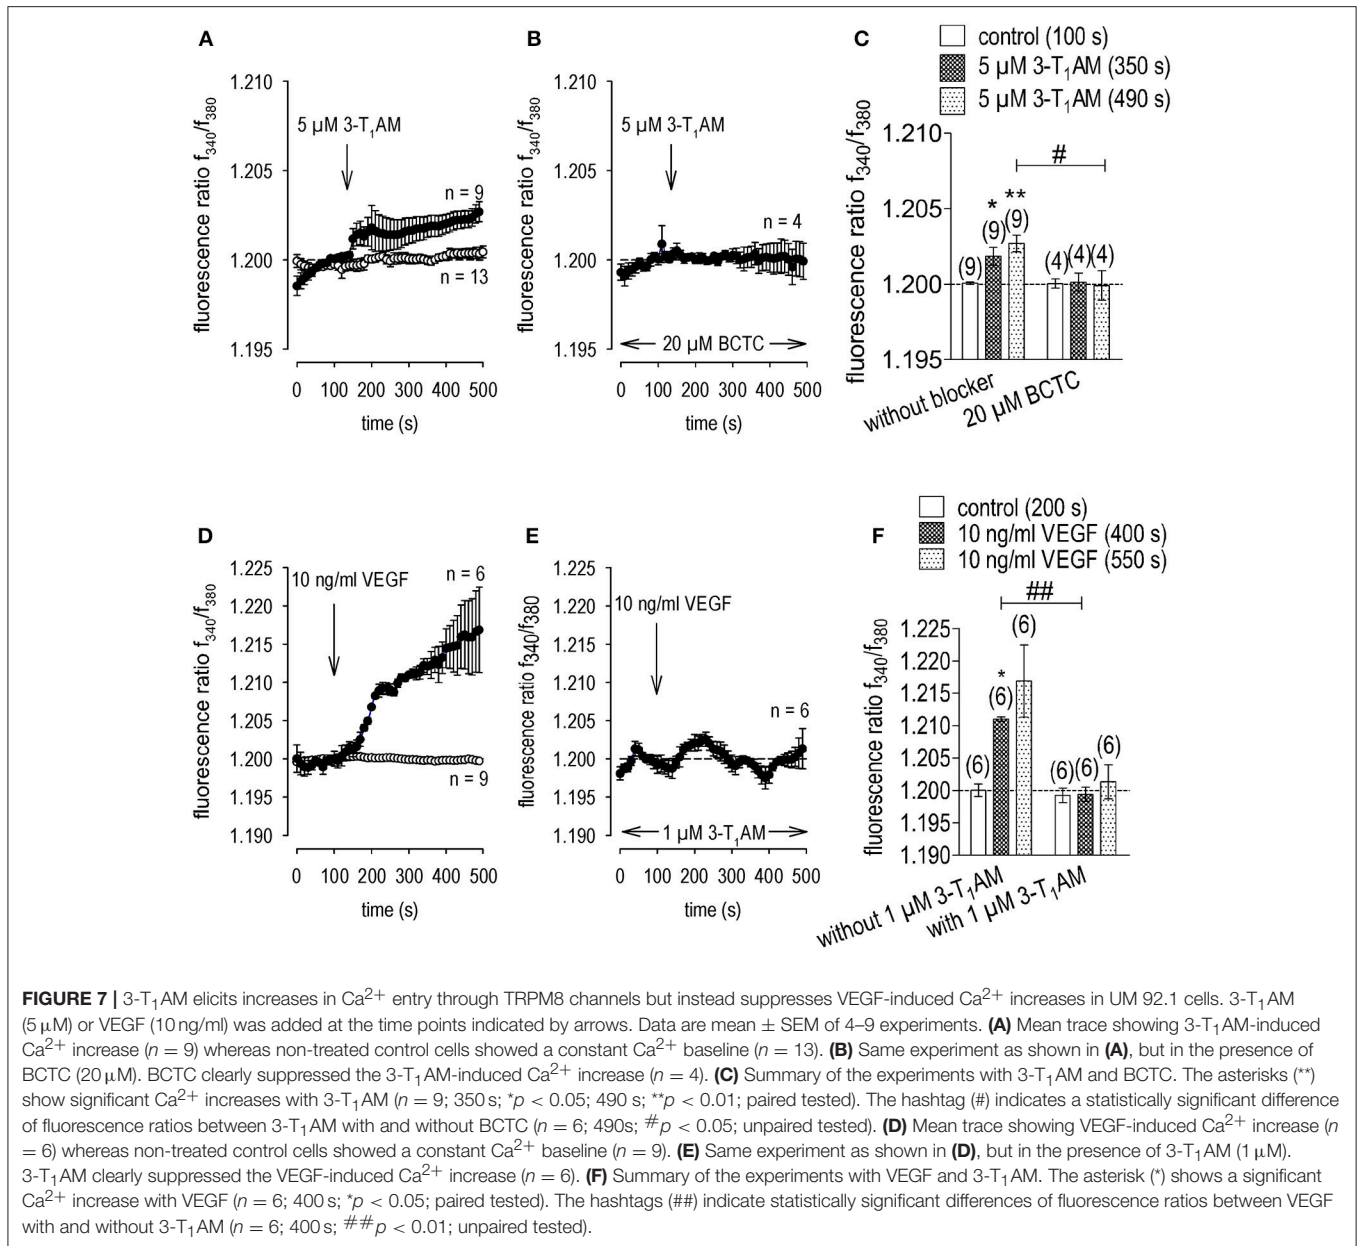 A
fluorescence ratio f340/f380
1.210
1.205
1.200
1.195
5 µM 3-T1AM
n = 9
n = 13
0 100 200 300 400 500
time (s)
B
fluorescence ratio f340/f380
1.210
1.205
1.200
1.195
5 µM 3-T1AM
n = 4
20 µM BCTC
0 100 200 300 400 500
time (s)
C
control (100 s)
5 µM 3-T1AM (350 s)
5 µM 3-T1AM (490 s)
fluorescence ratio f340/f380
1.210
1.205
1.200
1.195
#
* **
(9) (9) (9) (4) (4) (4)
without blocker
20 µM BCTC
D
fluorescence ratio f340/f380
1.225
1.220
1.215
1.210
1.205
1.200
1.195
1.190
10 ng/ml VEGF
n = 6
n = 9
0 100 200 300 400 500
time (s)
E
fluorescence ratio f340/f380
1.225
1.220
1.215
1.210
1.205
1.200
1.195
1.190
10 ng/ml VEGF
n = 6
1 µM 3-T1AM
0 100 200 300 400 500
time (s)
F
control (200 s)
10 ng/ml VEGF (400 s)
10 ng/ml VEGF (550 s)
fluorescence ratio f340/f380
1.225
1.220
1.215
1.210
1.205
1.200
1.195
1.190
##
*
(6) (6) (6) (6) (6) (6)
without 1 µM 3-T1AM
with 1 µM 3-T1AM
FIGURE 7 | 3-T1AM elicits increases in Ca2+ entry through TRPM8 channels but instead suppresses VEGF-induced Ca2+ increases in UM 92.1 cells. 3-T1AM
(5 µM) or VEGF (10 ng/ml) was added at the time points indicated by arrows. Data are mean ± SEM of 4–9 experiments. (A) Mean trace showing 3-T1AM-induced
Ca2+ increase (n = 9) whereas non-treated control cells showed a constant Ca2+ baseline (n = 13). (B) Same experiment as shown in (A), but in the presence of
BCTC (20 µM). BCTC clearly suppressed the 3-T1AM-induced Ca2+ increase (n = 4). (C) Summary of the experiments with 3-T1AM and BCTC. The asterisks (**)
show significant Ca2+ increases with 3-T1AM (n = 9; 350 s; *p < 0.05; 490 s; **p < 0.01; paired tested). The hashtag (#) indicates a statistically significant difference
of fluorescence ratios between 3-T1AM with and without BCTC (n = 6; 490s; #p < 0.05; unpaired tested). (D) Mean trace showing VEGF-induced Ca2+ increase (n
= 6) whereas non-treated control cells showed a constant Ca2+ baseline (n = 9). (E) Same experiment as shown in (D), but in the presence of 3-T1AM (1 µM).
3-T1AM clearly suppressed the VEGF-induced Ca2+ increase (n = 6). (F) Summary of the experiments with VEGF and 3-T1AM. The asterisk (*) shows a significant
Ca2+ increase with VEGF (n = 6; 400 s; *p < 0.05; paired tested). The hashtags (##) indicate statistically significant differences of fluorescence ratios between VEGF
with and without 3-T1AM (n = 6; 400 s; ##p < 0.01; unpaired tested).